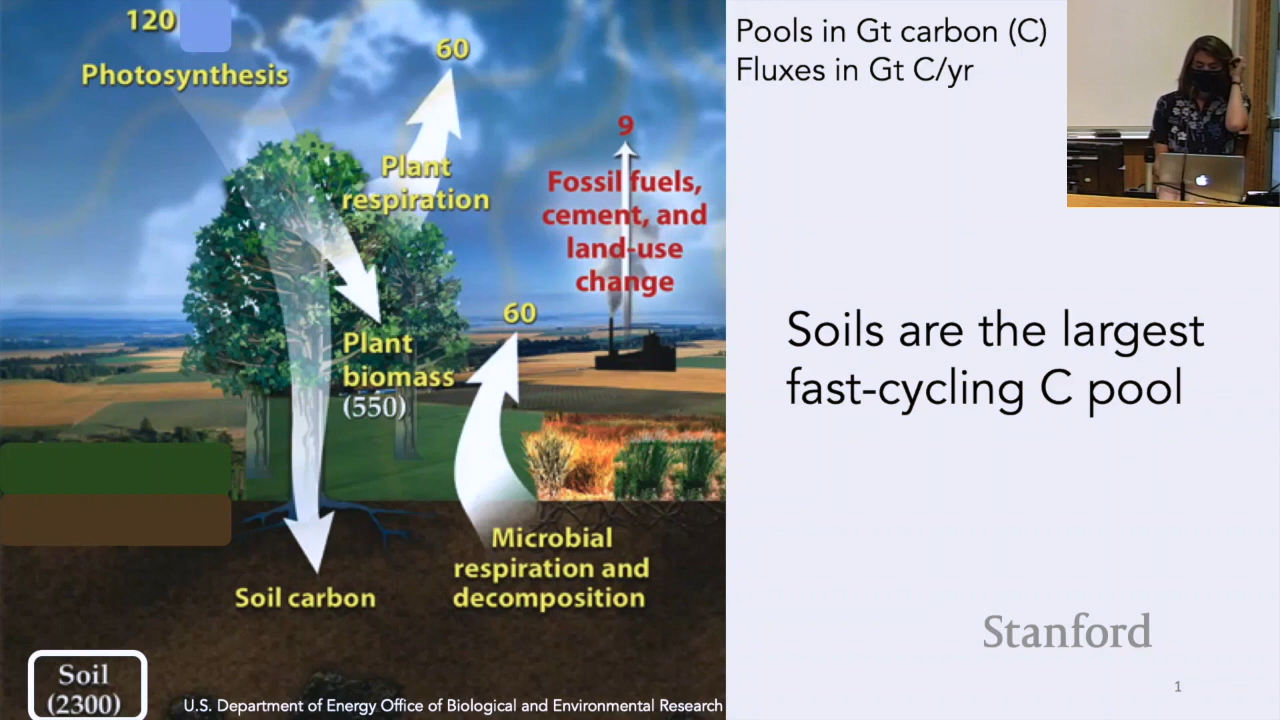 120
Photosynthesis
60
Plant
respiration
9
Fossil fuels,
cement, and
land-use
change
60
Plant
biomass
(550)
Microbial
respiration and
decomposition
Soil carbon
Soil
(2300)
U.S. Department of Energy Office of Biological and Environmental Research
Pools in Gt carbon (C)
Fluxes in Gt C/yr
Soils are the largest
fast-cycling C pool
Stanford
1